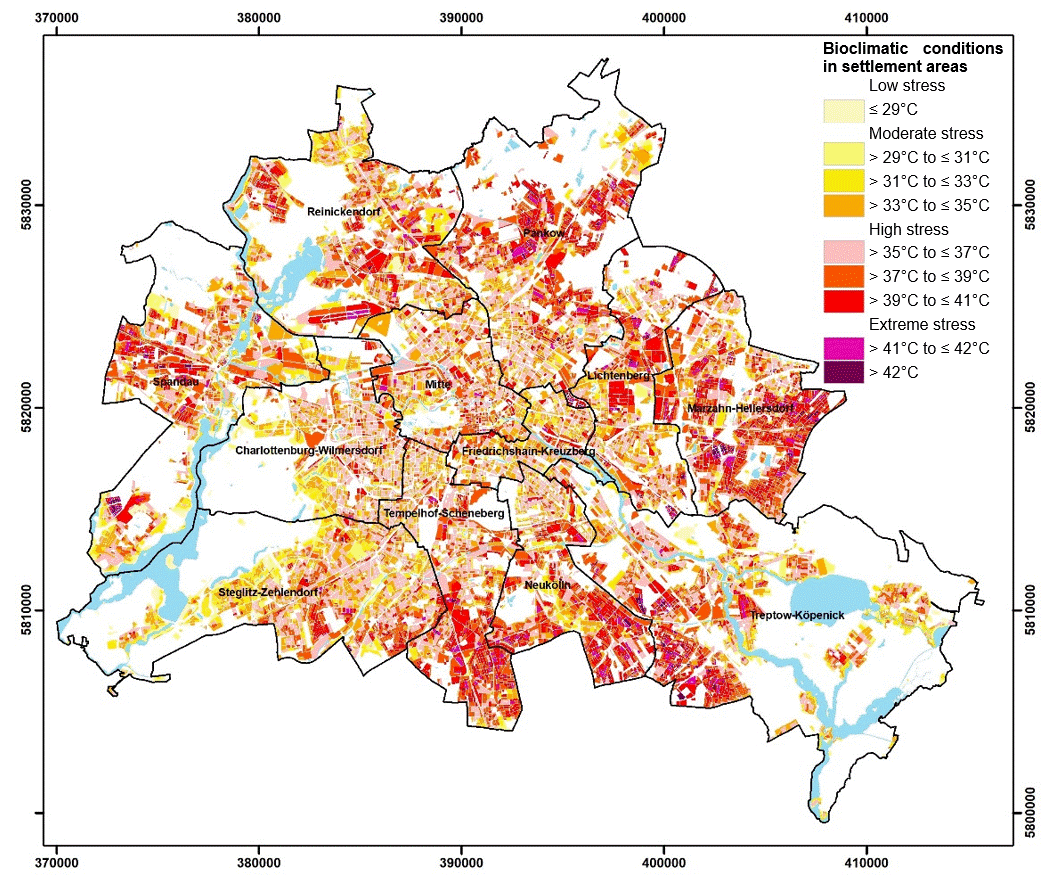 370000 380000 390000 400000 410000
Bioclimatic conditions
in settlement areas
Low stress
≤ 29°C
Moderate stress
> 29°C to ≤ 31°C
> 31°C to ≤ 33°C
> 33°C to ≤ 35°C
High stress
> 35°C to ≤ 37°C
> 37°C to ≤ 39°C
> 39°C to ≤ 41°C
Extreme stress
> 41°C to ≤ 42°C
> 42°C
5830000
5830000
Reinickendorf
Pankow
Spandau
Mitte
Lichtenberg
5820000
5820000
Marzahn-Hellersdorf
Charlottenburg-Wilmersdorf
Friedrichshain-Kreuzberg
Tempelhof-Scheneberg
Steglitz-Zehlendorf
Neukölln
Treptow-Köpenick
5810000
5810000
5800000
5800000
370000 380000 390000 400000 410000